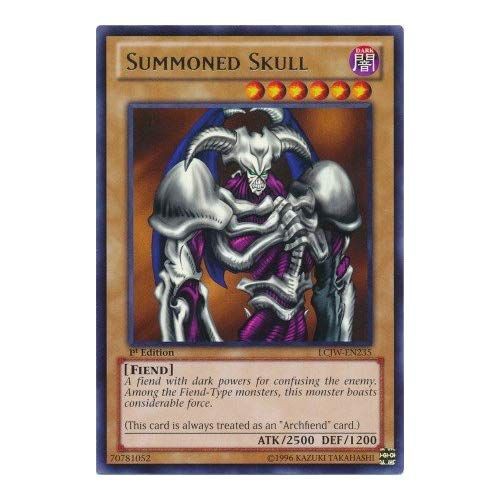 SUMMONED SKULL
DARK
闇
1st Edition
LCJW-EN235
[FIEND]
A fiend with dark powers for confusing the enemy.
Among the Fiend-Type monsters, this monster boasts
considerable force.
(This card is always treated as an "Archfiend" card.)
ATK/2500 DEF/1200
70781052
©1996 KAZUKI TAKAHASHI